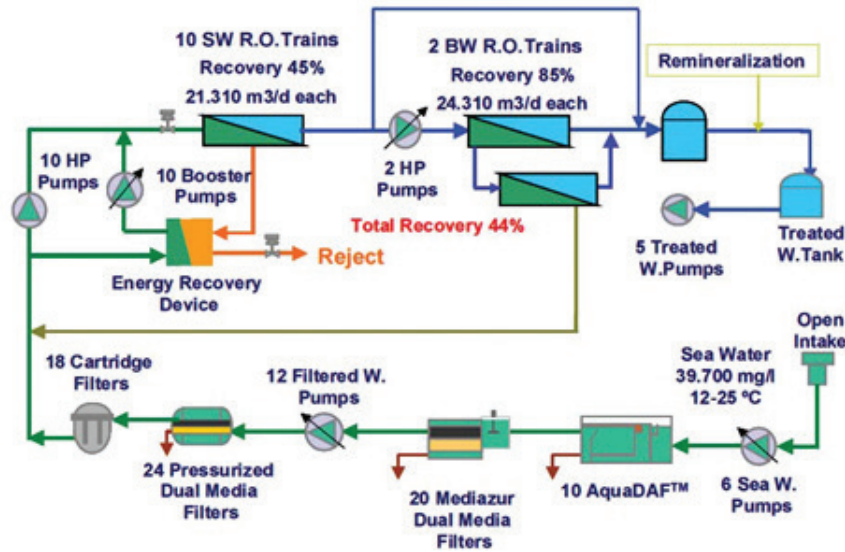 10 SW R.O.Trains
Recovery 45%
21.310 m3/d each
2 BW R.O.Trains
Recovery 85%
24.310 m3/d each
Remineralization
10 HP
Pumps
10 Booster
Pumps
2 HP
Pumps
Total Recovery 44%
Reject
Energy Recovery
Device
5 Treated
W.Pumps
Treated
W.Tank
18 Cartridge
Filters
12 Filtered W.
Pumps
Sea Water
39.700 mg/l
12-25 ºC
Open
Intake
24 Pressurized
Dual Media
Filters
20 Mediazur
Dual Media
Filters
10 AquaDAF™
6 Sea W.
Pumps